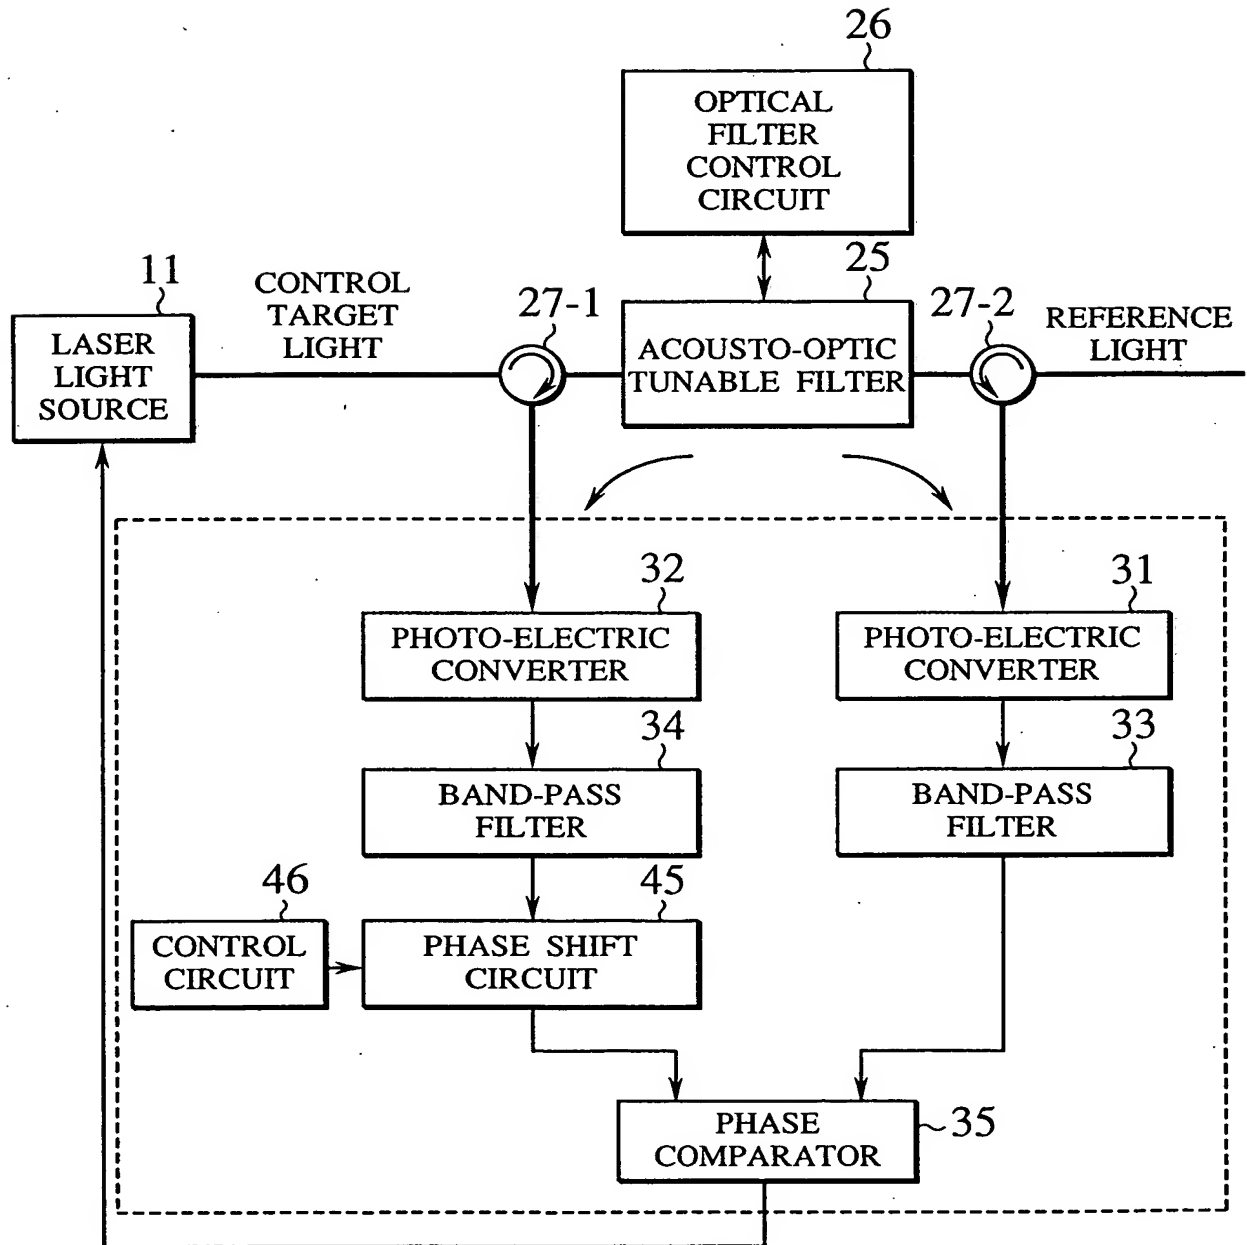 26
OPTICAL
FILTER
CONTROL
CIRCUIT
11
CONTROL
TARGET
LIGHT
27-1
25
27-2
REFERENCE
LIGHT
LASER
LIGHT
SOURCE
ACOUSTO-OPTIC
TUNABLE FILTER
32
31
PHOTO-ELECTRIC
CONVERTER
PHOTO-ELECTRIC
CONVERTER
34
33
BAND-PASS
FILTER
BAND-PASS
FILTER
46
45
CONTROL
CIRCUIT
PHASE SHIFT
CIRCUIT
PHASE
COMPARATOR
35